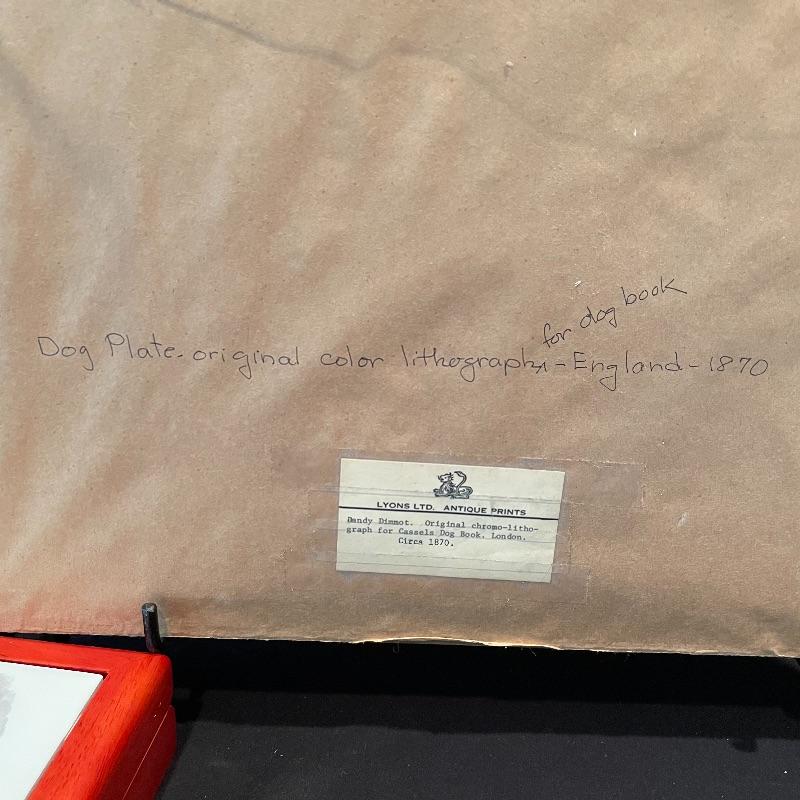 for dog book
Dog Plate. original color lithograph - England - 1870
LYONS LTD. ANTIQUE PRINTS
Dandy Dimmot. Original chromo-litho-
graph for Cassels Dog Book. London.
Circa 1870.